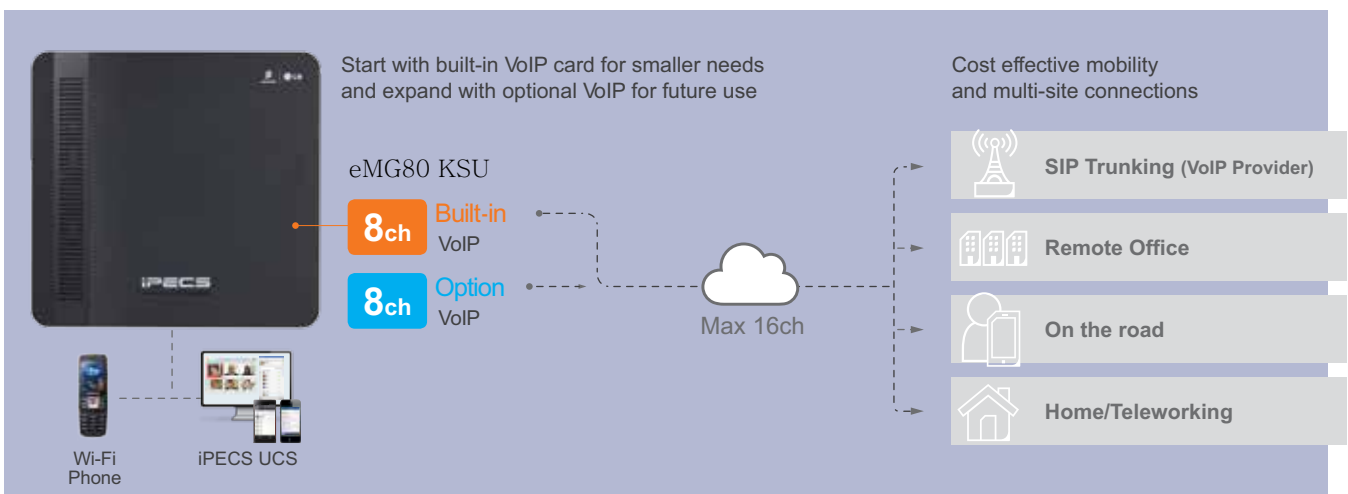 Start with built-in VoIP card for smaller needs
and expand with optional VoIP for future use
Cost effective mobility
and multi-site connections
LG
eMG80 KSU
8ch
Built-in
VoIP
8ch
Option
VoIP
iPECS
Max 16ch
SIP Trunking (VoIP Provider)
Remote Office
On the road
Home/Teleworking
Wi-Fi
Phone
iPECS UCS